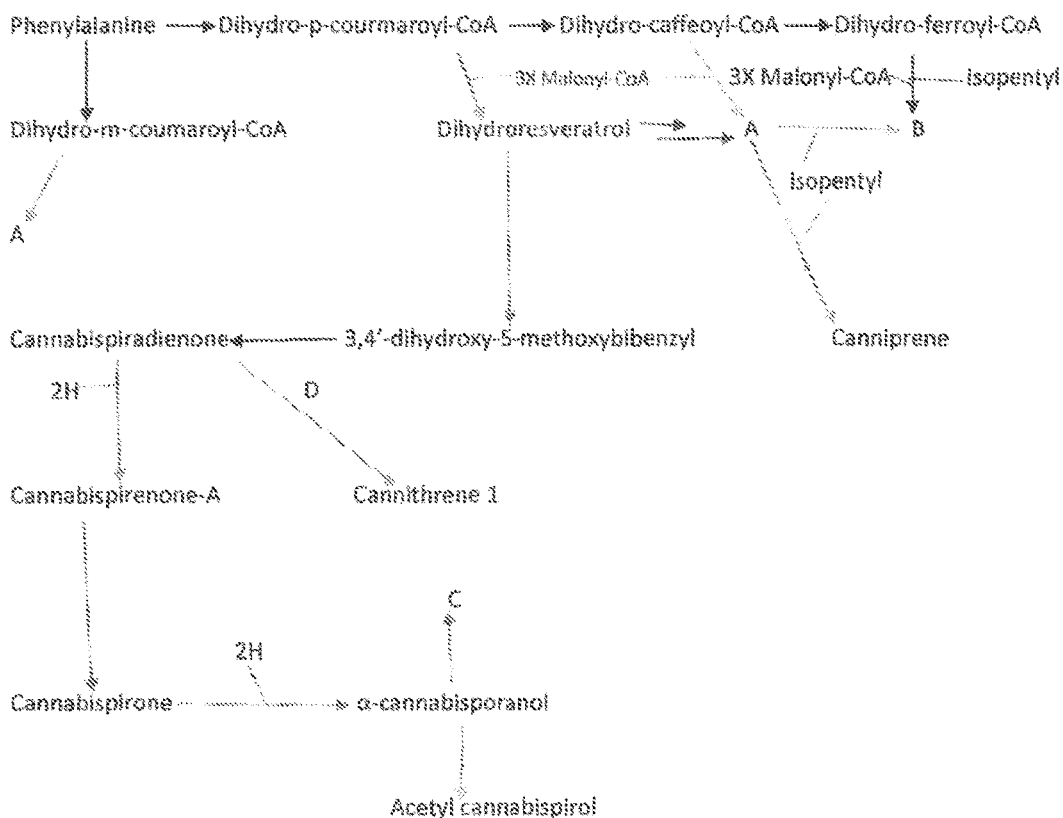 Phenylalanine Dihydro-p-courmaroyl-CoA Dihydro-caffeoyl-CoA Dihydro-ferroyl-CoA
3X Malonyl-CoA 3X Malonyl-CoA isopentyl
Dihydro-m-coumaroyl-CoA Dihydroresveratrol A B
isopentyl
A
Cannabispiradienone 3,4'-dihydroxy-5-methoxybibenzyl Canniprene
2H D
Cannabispirenone-A Cannithrene 1
C
2H
Cannabispirone α-cannabisporanol
Acetyl cannabispirol